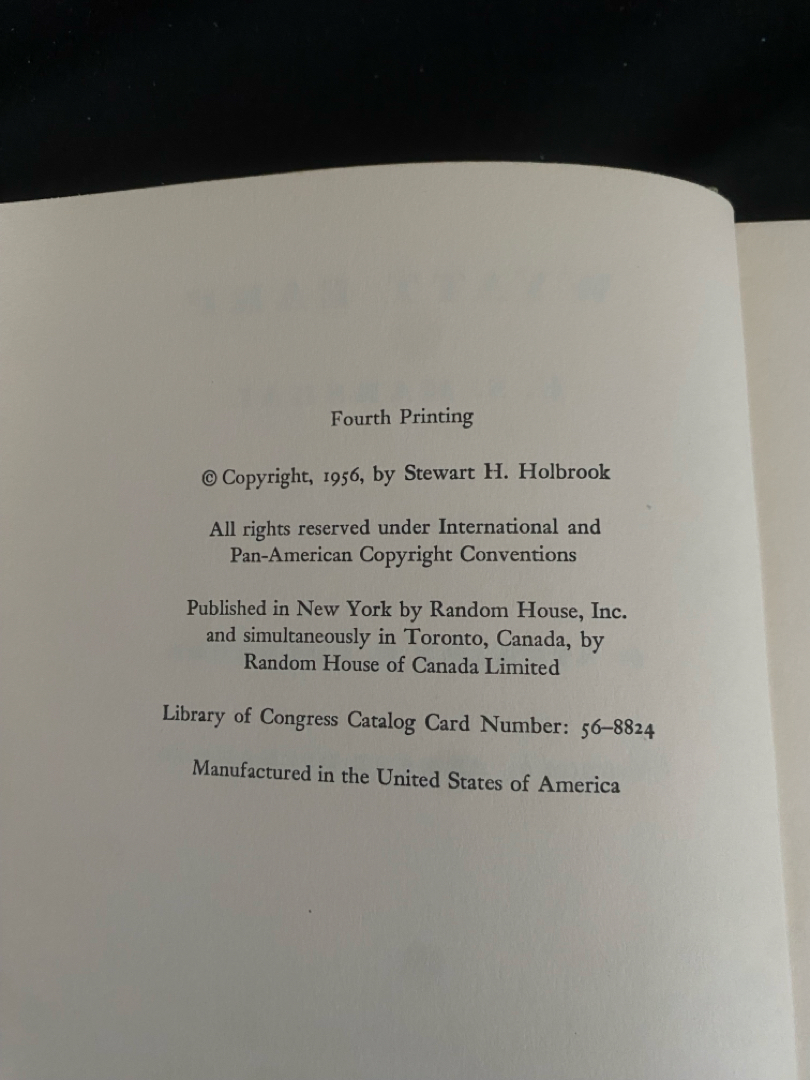 Fourth Printing
© Copyright, 1956, by Stewart H. Holbrook
All rights reserved under International and
Pan-American Copyright Conventions
Published in New York by Random House, Inc.
and simultaneously in Toronto, Canada, by
Random House of Canada Limited
Library of Congress Catalog Card Number: 56–8824
Manufactured in the United States of America